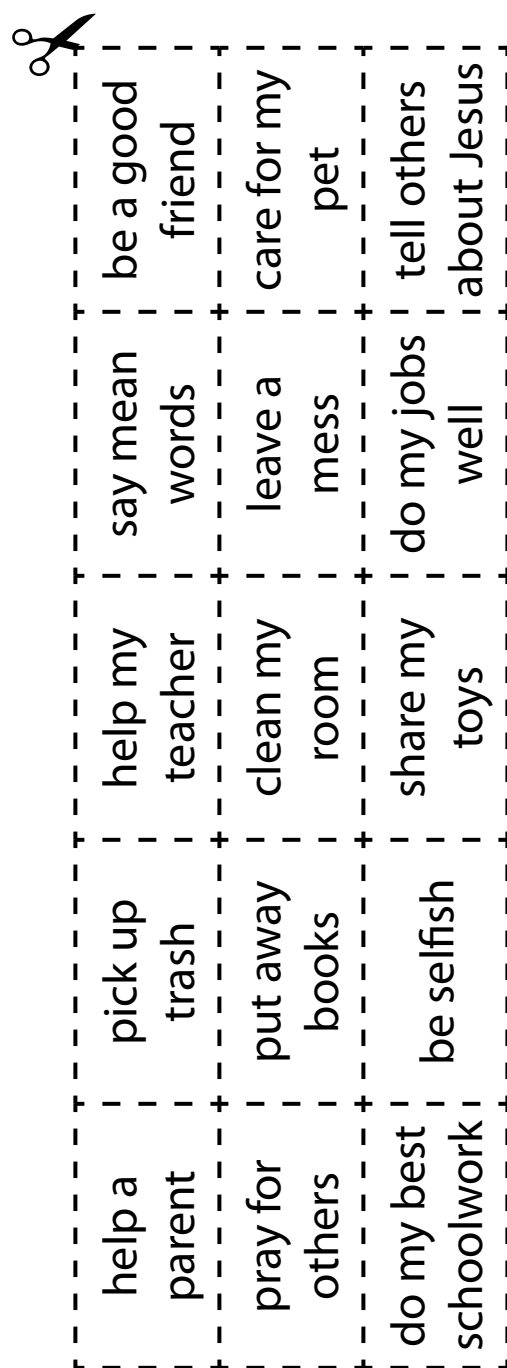 help a
parent
pick up
trash
help my
teacher
say mean
words
be a good
friend
pray for
others
put away
books
clean my
room
leave a
mess
care for my
pet
do my best
schoolwork
be selfish
share my
toys
do my jobs
well
tell others
about Jesus